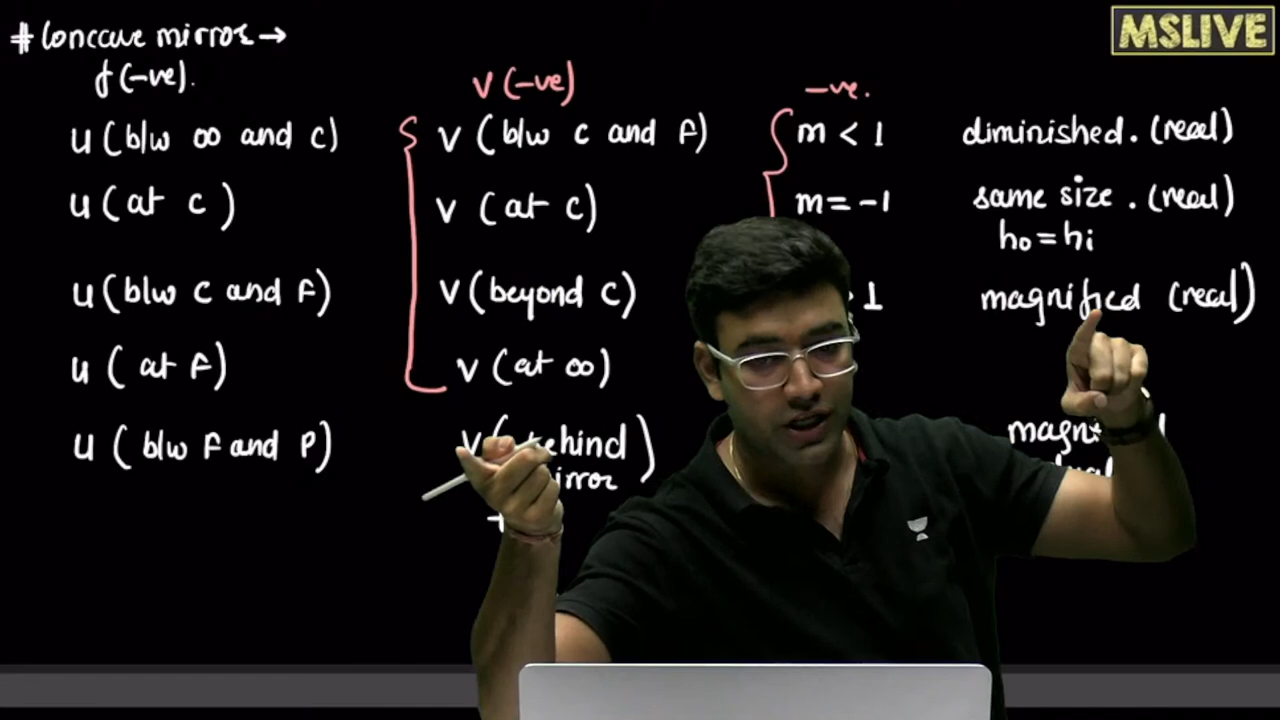 MSLIVE
# Concave mirror →
f (-ve).
v (-ve)
-ve.
u (b/w ∞ and c)
v (b/w c and f)
m < 1
diminished. (real)
u (at c)
v (at c)
m = -1
same size. (real)
ho = hi
u (b/w c and f)
v (beyond c)
1
magnified (real)
u (at f)
v (at ∞)
u (b/w f and p)
v